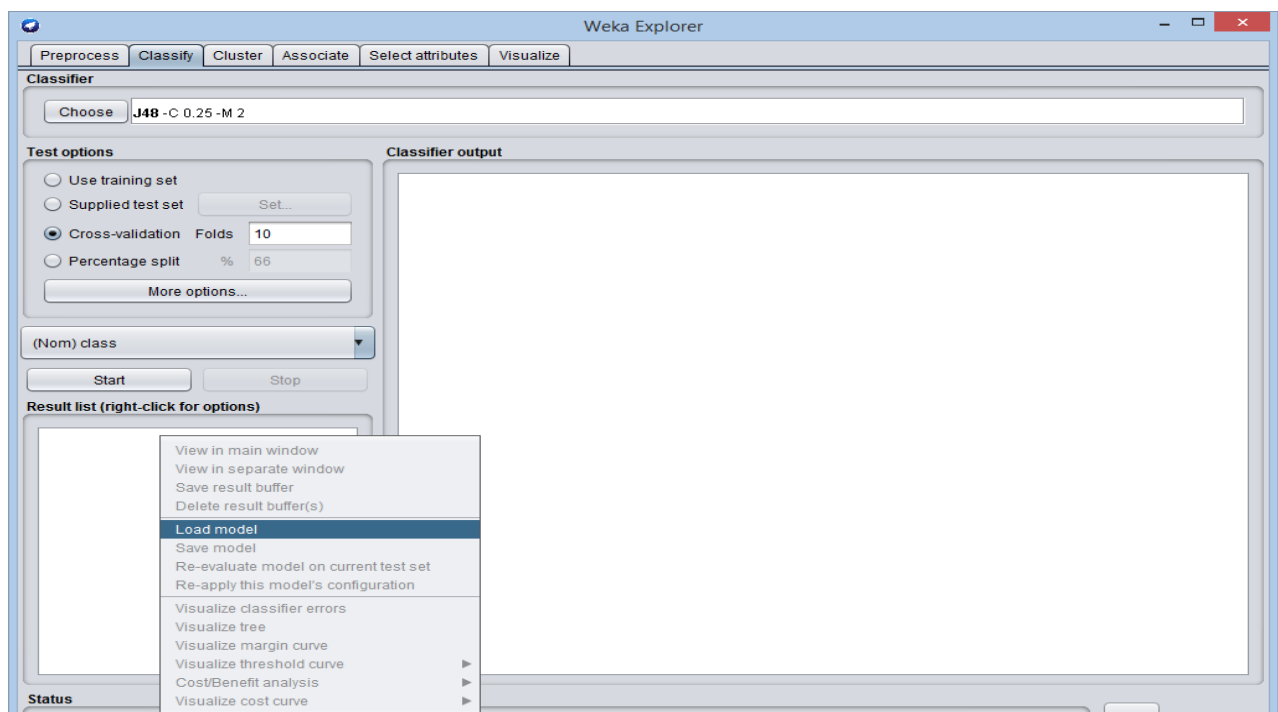 Weka Explorer
Preprocess Classify Cluster Associate Select attributes Visualize
Classifier
Choose J48 -C 0.25 -M 2
Test options
Use training set
Supplied test set Set...
Cross-validation Folds 10
Percentage split % 66
More options...
(Nom) class
Start Stop
Result list (right-click for options)
Classifier output
View in main window
View in separate window
Save result buffer
Delete result buffer(s)
Load model
Save model
Re-evaluate model on current test set
Re-apply this model's configuration
Visualize classifier errors
Visualize tree
Visualize margin curve
Visualize threshold curve
Cost/Benefit analysis
Visualize cost curve
Status